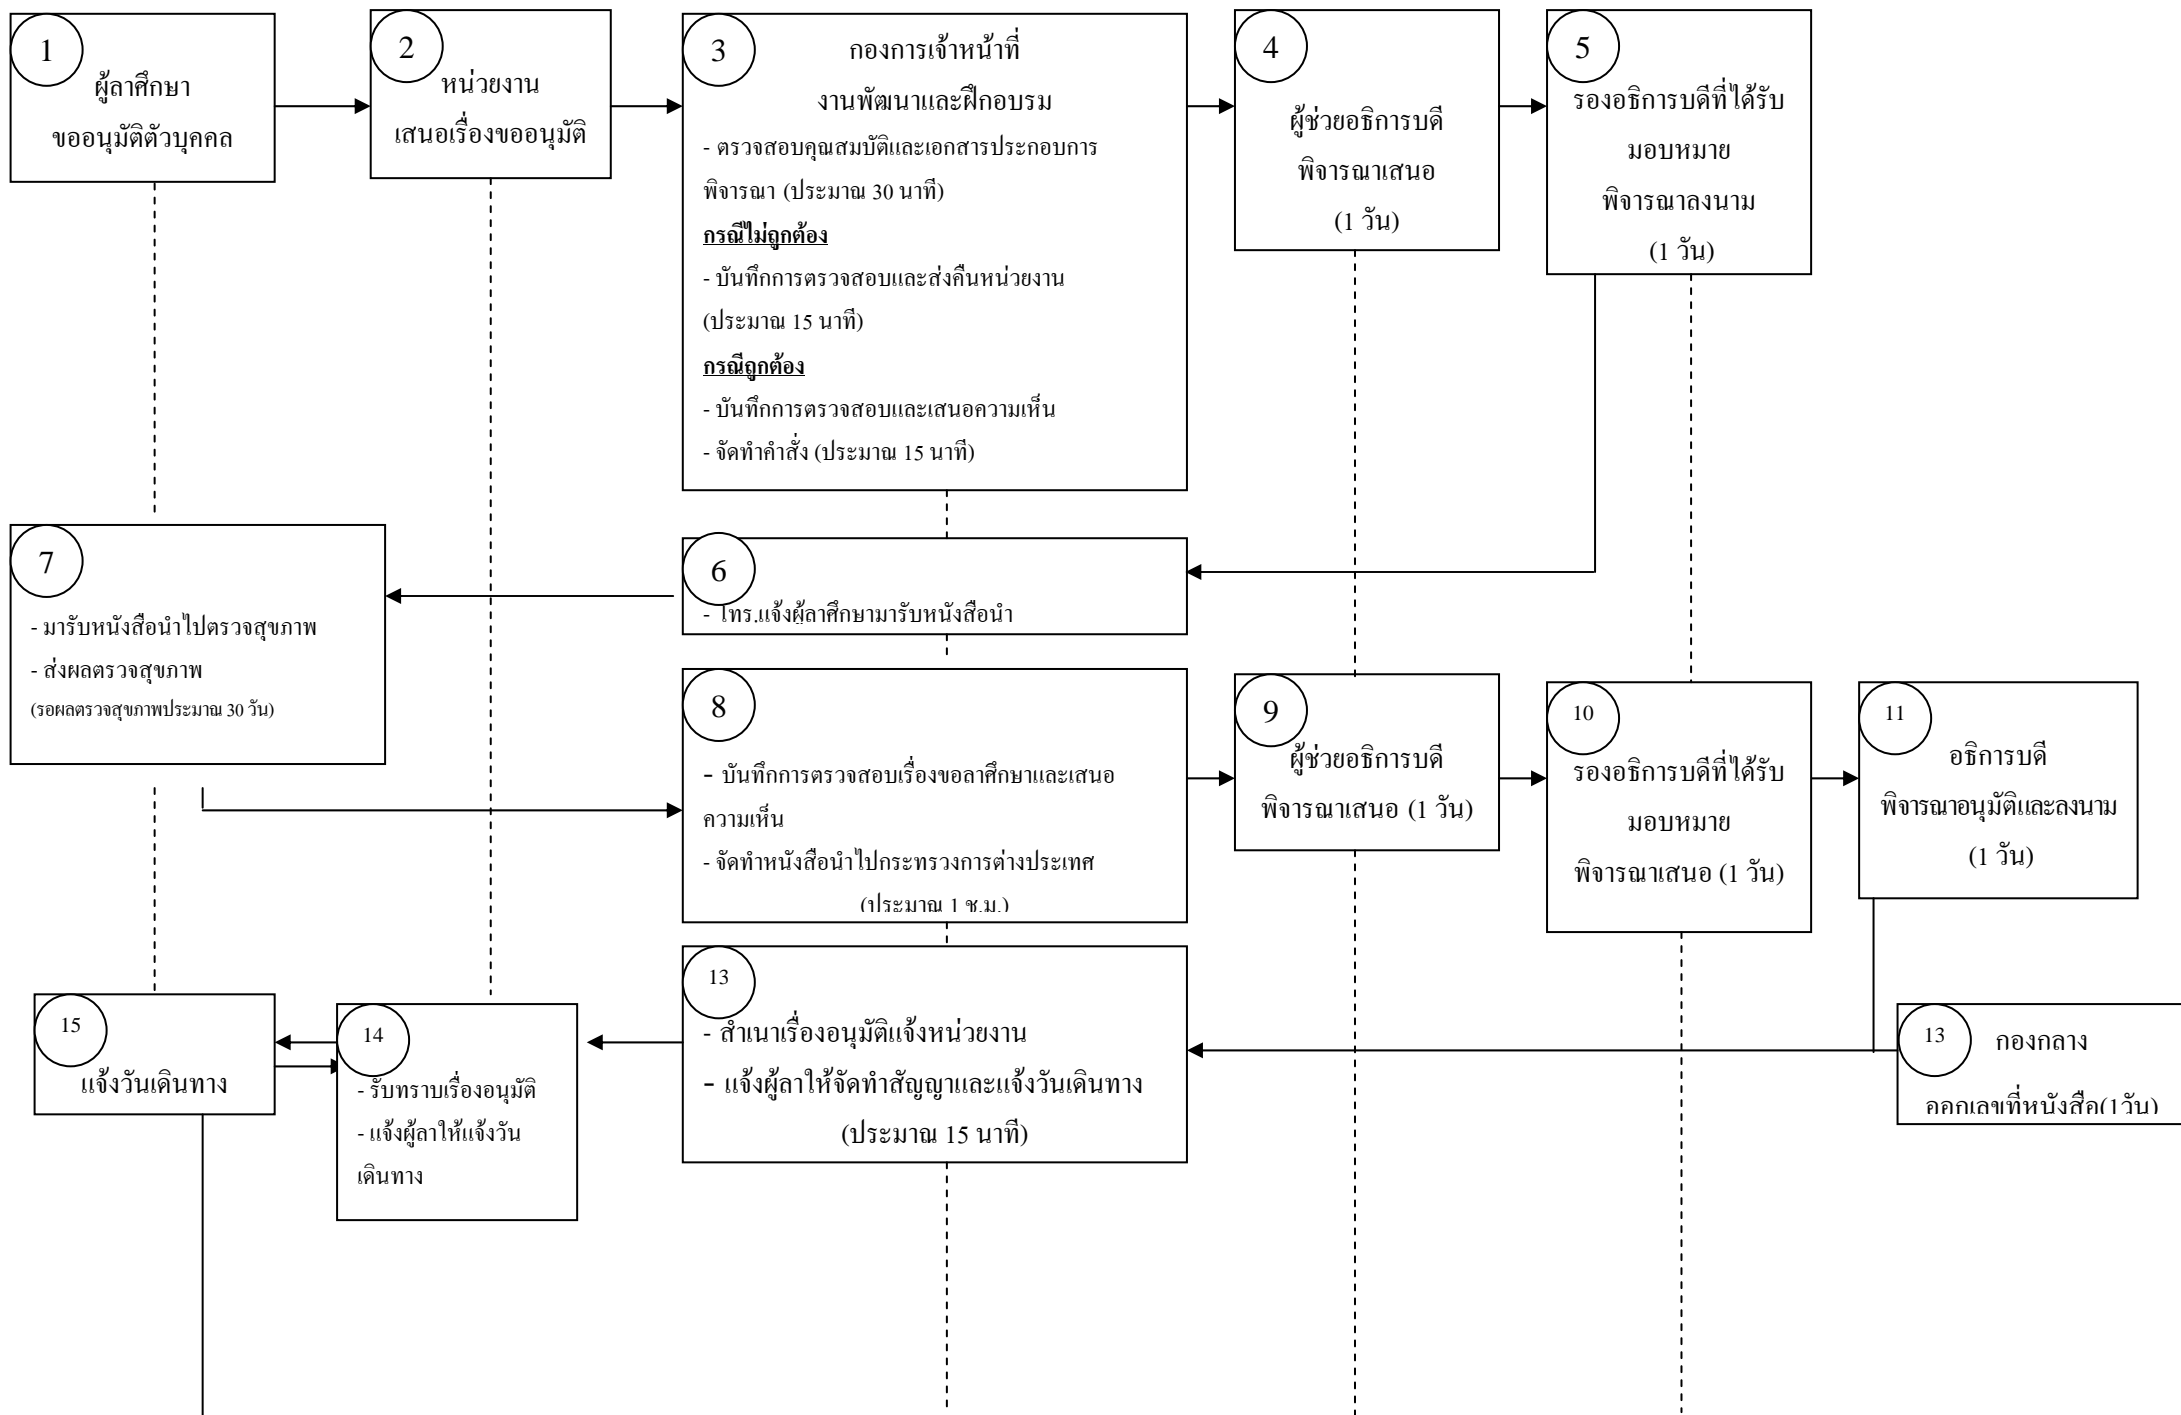 1
ผู้ลาศึกษา
ขออนุมัติตัวบุคคล
2
หน่วยงาน
เสนอเรื่องขออนุมัติ
3
กองการเจ้าหน้าที่
งานพัฒนาและฝึกอบรม
- ตรวจสอบคุณสมบัติและเอกสารประกอบการ
พิจารณา (ประมาณ 30 นาที)
กรณีไม่ถูกต้อง
- บันทึกการตรวจสอบและส่งคืนหน่วยงาน
(ประมาณ 15 นาที)
กรณีถูกต้อง
- บันทึกการตรวจสอบและเสนอความเห็น
- จัดทำคำสั่ง (ประมาณ 15 นาที)
4
ผู้ช่วยอธิการบดี
พิจารณาเสนอ
(1 วัน)
5
รองอธิการบดีที่ได้รับ
มอบหมาย
พิจารณาลงนาม
(1 วัน)
6
- โทร.แจ้งผู้ลาศึกษามารับหนังสือนำ
7
- มารับหนังสือนำไปตรวจสุขภาพ
- ส่งผลตรวจสุขภาพ
(รอผลตรวจสุขภาพประมาณ 30 วัน)
8
- บันทึกการตรวจสอบเรื่องขอลาศึกษาและเสนอ
ความเห็น
- จัดทำหนังสือนำไปกระทรวงการต่างประเทศ
(ประมาณ 1 ช.ม.)
9
ผู้ช่วยอธิการบดี
พิจารณาเสนอ (1 วัน)
10
รองอธิการบดีที่ได้รับ
มอบหมาย
พิจารณาเสนอ (1 วัน)
11
อธิการบดี
พิจารณาอนุมัติและลงนาม
(1 วัน)
13
กองกลาง
ออกเลขที่หนังสือ(1วัน)
13
- สำเนาเรื่องอนุมัติแจ้งหน่วยงาน
- แจ้งผู้ลาให้จัดทำสัญญาและแจ้งวันเดินทาง
(ประมาณ 15 นาที)
14
- รับทราบเรื่องอนุมัติ
- แจ้งผู้ลาให้แจ้งวัน
เดินทาง
15
แจ้งวันเดินทาง